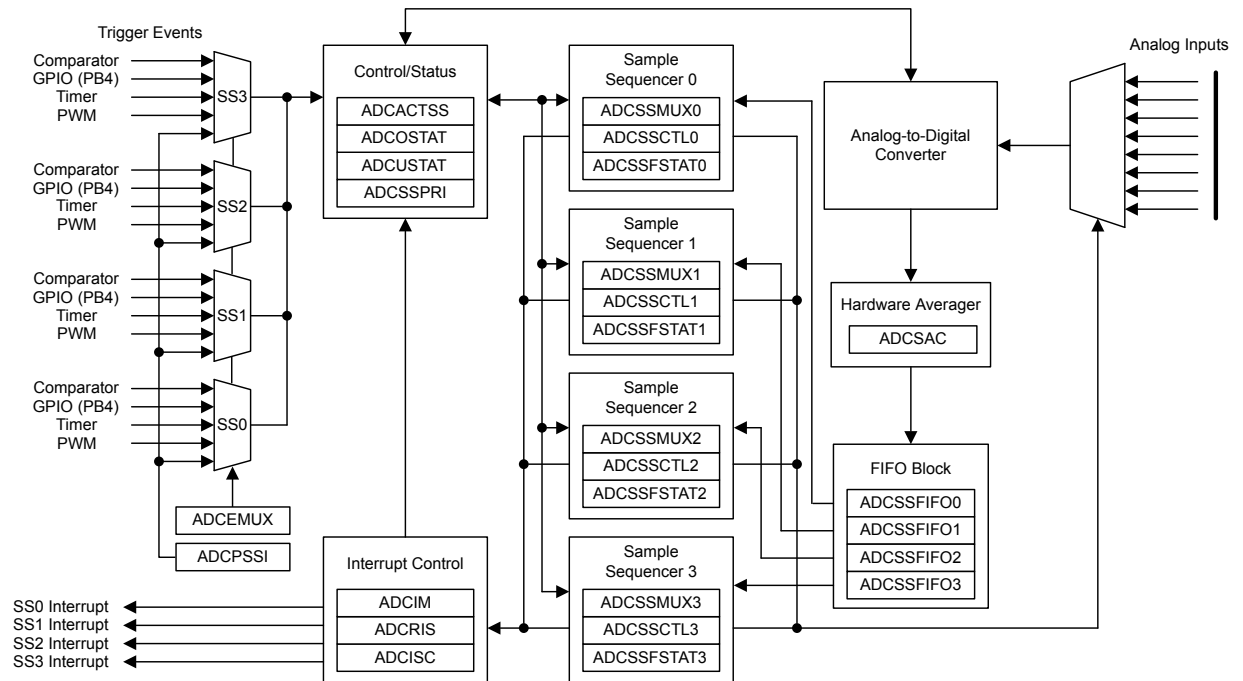 Trigger Events
Comparator
GPIO (PB4)
Timer
PWM
SS3
Comparator
GPIO (PB4)
Timer
PWM
SS2
Comparator
GPIO (PB4)
Timer
PWM
SS1
Comparator
GPIO (PB4)
Timer
PWM
SS0
ADCEMUX
ADCPSSI
SS0 Interrupt
SS1 Interrupt
SS2 Interrupt
SS3 Interrupt
Control/Status
ADCACTSS
ADCOSTAT
ADCUSTAT
ADCSSPRI
Interrupt Control
ADCIM
ADCRIS
ADCISC
Sample
Sequencer 0
ADCSSMUX0
ADCSSCTL0
ADCSSFSTAT0
Sample
Sequencer 1
ADCSSMUX1
ADCSSCTL1
ADCSSFSTAT1
Sample
Sequencer 2
ADCSSMUX2
ADCSSCTL2
ADCSSFSTAT2
Sample
Sequencer 3
ADCSSMUX3
ADCSSCTL3
ADCSSFSTAT3
Analog-to-Digital
Converter
Hardware Averager
ADCSAC
FIFO Block
ADCSSFIFO0
ADCSSFIFO1
ADCSSFIFO2
ADCSSFIFO3
Analog Inputs